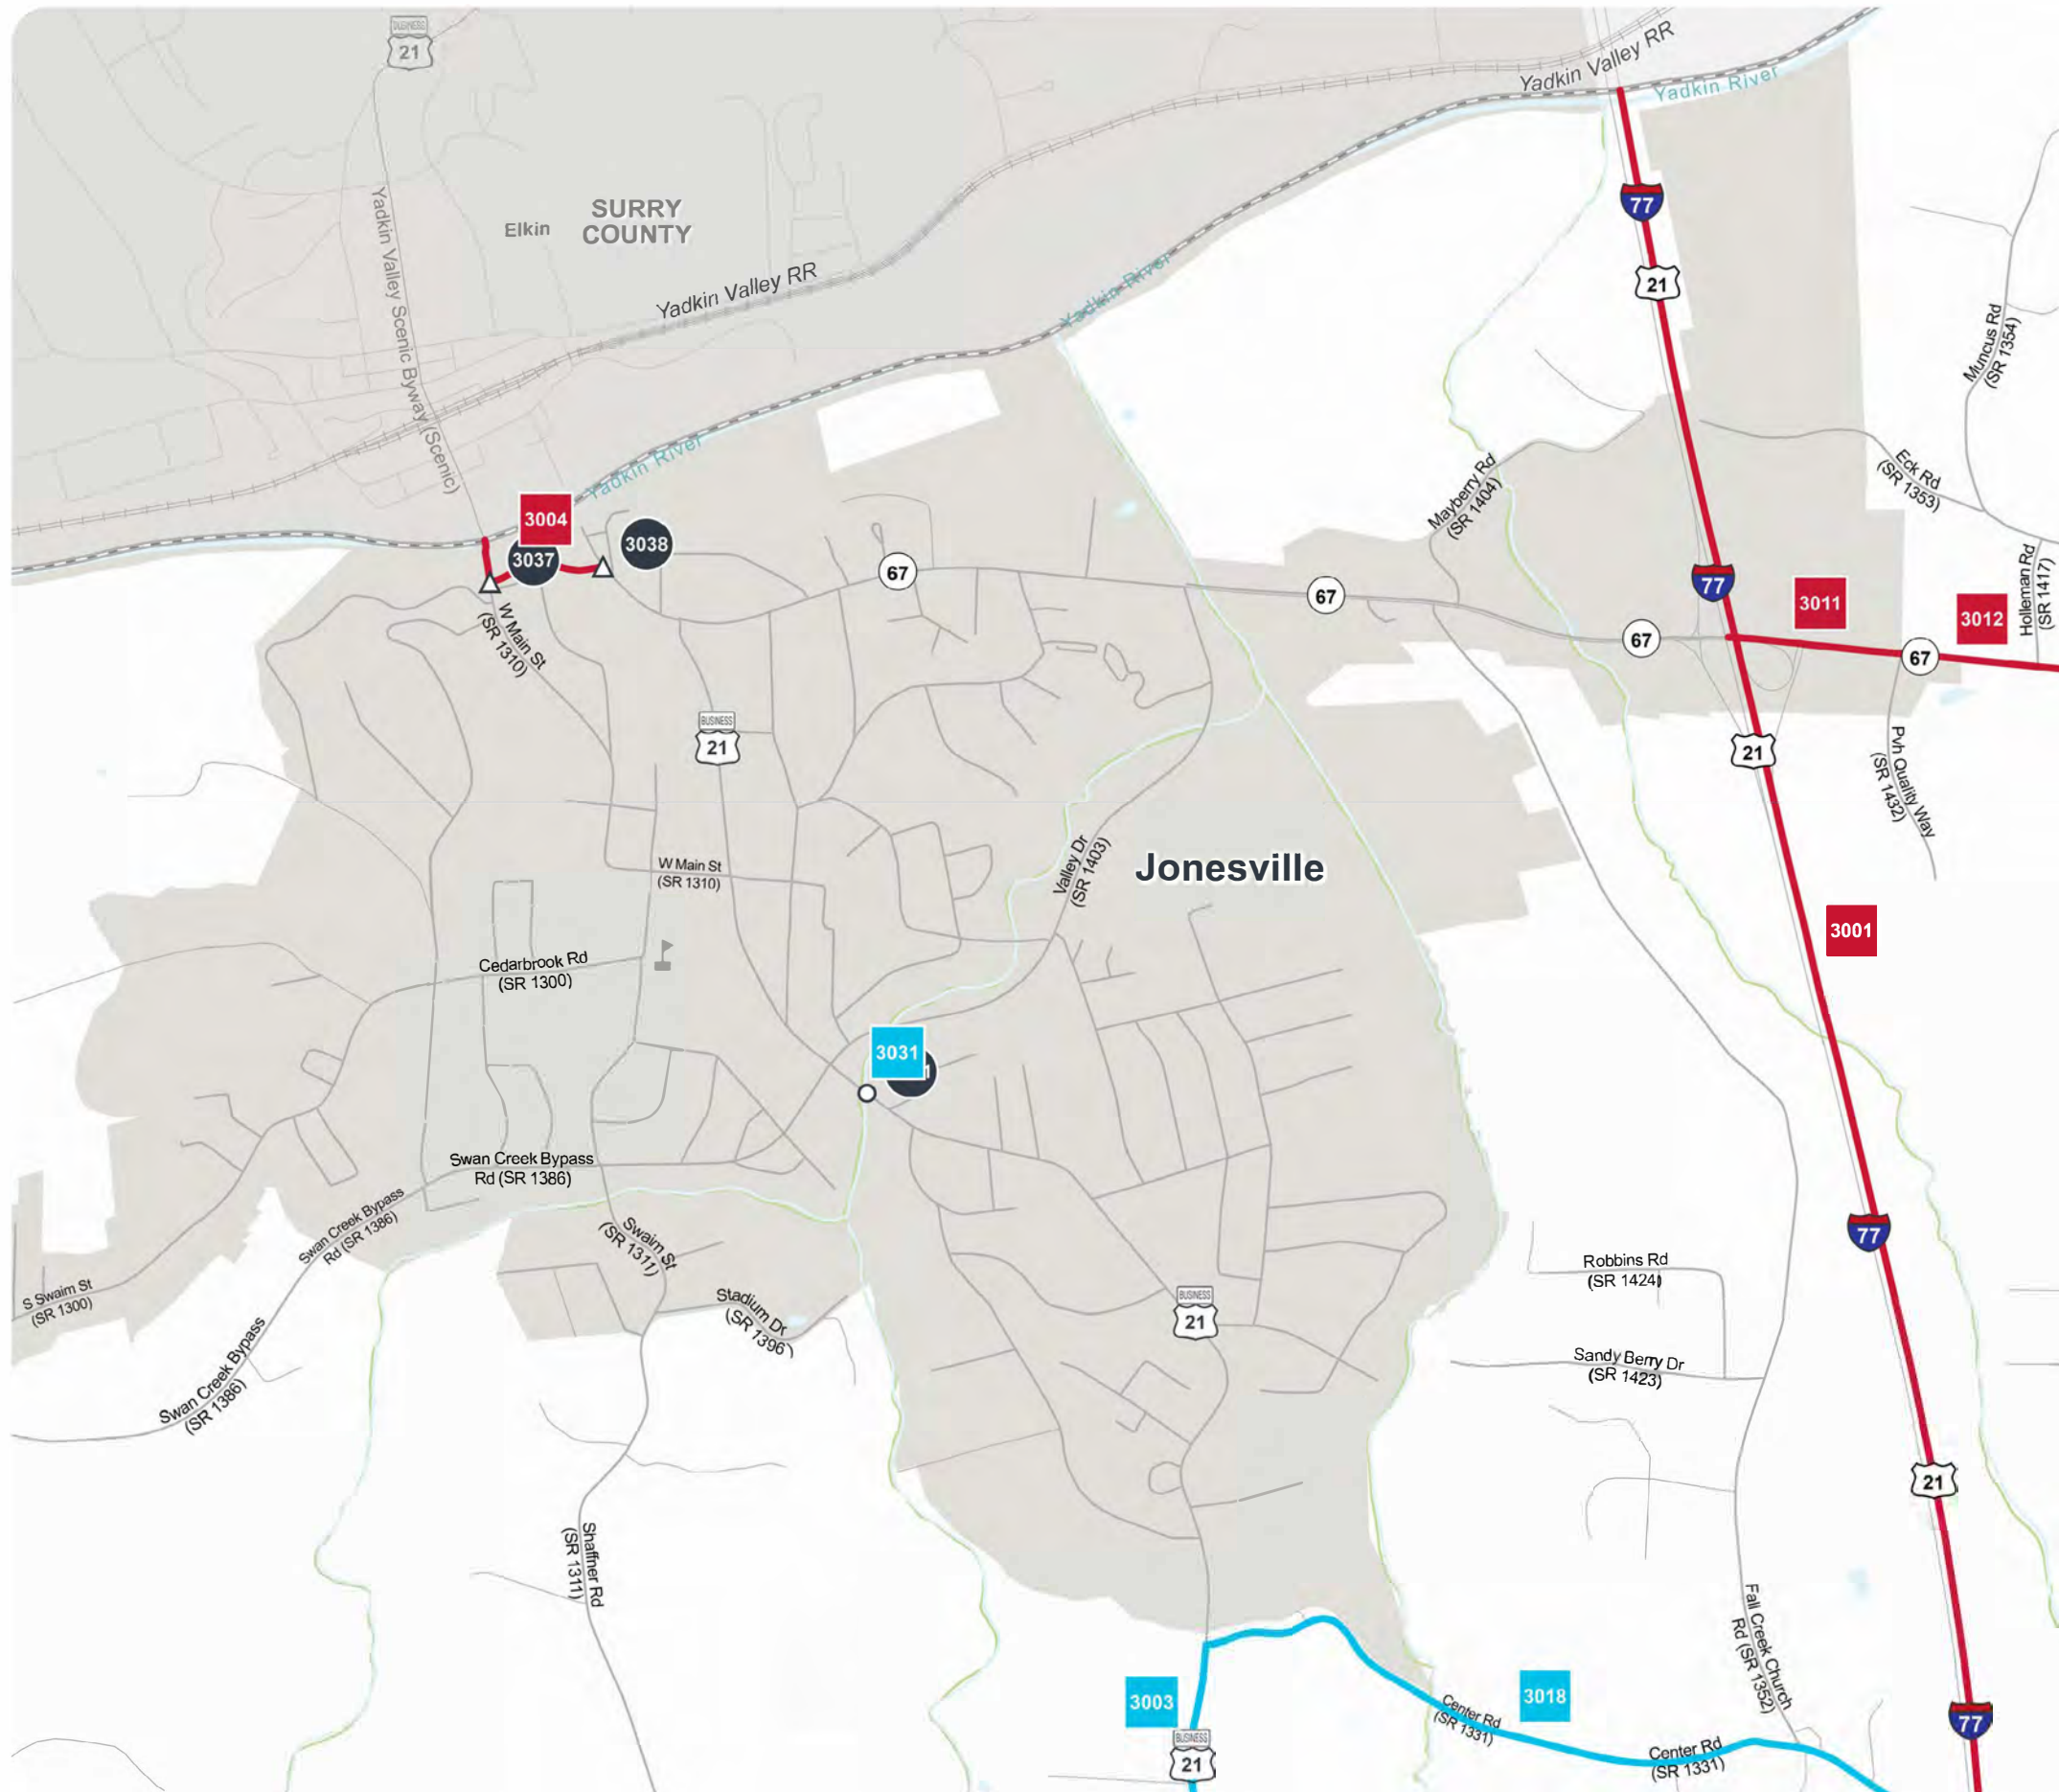 BUSINESS
21
Yadkin Valley RR
Yadkin River
77
21
SURRY
COUNTY
Elkin
Yadkin Valley Scenic Byway (Scenic)
Yadkin Valley RR
Yadkin River
Muncus Rd
(SR 1354)
Yadkin River
Mayberry Rd
(SR 1404)
Eck Rd
(SR 1353)
3004
3037
3038
67
67
77
3011
3012
Holleman Rd
(SR 1417)
67
67
W Main St
(SR 1310)
BUSINESS
21
21
Pvh Quality Way
(SR 1432)
W Main St
(SR 1310)
Valley Dr
(SR 1403)
Jonesville
3001
Cedarbrook Rd
(SR 1300)
3031
1
Swan Creek Bypass
Rd (SR 1386)
Swan Creek Bypass
Rd (SR 1386)
Swaim St
(SR 1311)
77
Robbins Rd
(SR 1424)
S Swaim St
(SR 1300)
Stadium Dr
(SR 1396)
BUSINESS
21
Swan Creek Bypass
(SR 1386)
Sandy Berry Dr
(SR 1423)
21
Shaffner Rd
(SR 1311)
Fall Creek Church
Rd (SR 1352)
3003
3018
Center Rd
(SR 1331)
77
BUSINESS
21
Center Rd
(SR 1331)